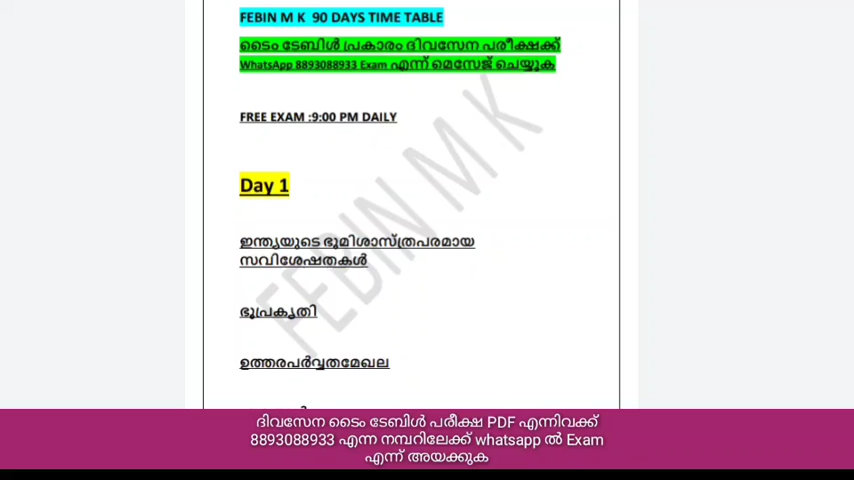 FEBIN M K 90 DAYS TIME TABLE
ടൈം ടേബിൾ പ്രകാരം ദിവസേന പരീക്ഷക്ക്
WhatsApp 8893088933 Exam എന്ന് മെസേജ് ചെയ്യുക
FREE EXAM :9:00 PM DAILY
Day 1
ഇന്ത്യയുടെ ഭൂമിശാസ്ത്രപരമായ
സവിശേഷതകൾ
ഭൂപ്രകൃതി
ഉത്തരപർവ്വതമേഖല
FEBIN M K
ദിവസേന ടൈം ടേബിൾ പരീക്ഷ PDF എന്നിവക്ക്
8893088933 എന്ന നമ്പറിലേക്ക് whatsapp ൽ Exam
എന്ന് അയക്കുക